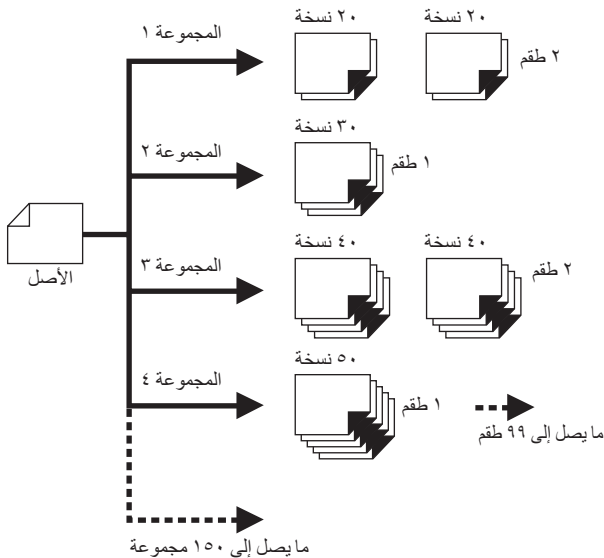 المجموعة ١
٢٠ نسخة
٢٠ نسخة
٢ طقم
المجموعة ٢
٣٠ نسخة
١ طقم
الأصل
المجموعة ٣
٤٠ نسخة
٤٠ نسخة
٢ طقم
المجموعة ٤
٥٠ نسخة
١ طقم
ما يصل إلى ٩٩ طقم
ما يصل إلى ١٥٠ مجموعة